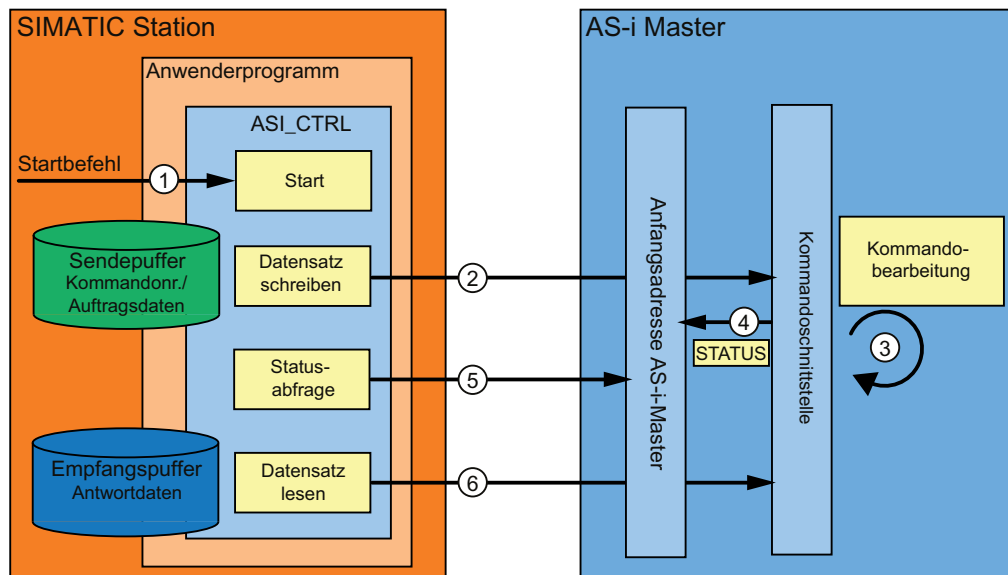 SIMATIC Station
Anwenderprogramm
ASI_CTRL
Startbefehl
1
Start
Sendepuffer
Kommandonr./
Auftragsdaten
Datensatz
schreiben
2
Status-
abfrage
5
Empfangspuffer
Antwortdaten
Datensatz
lesen
6
AS-i Master
Anfangsadresse AS-i-Master
Kommandoschnittstelle
4
STATUS
Kommando-
bearbeitung
3